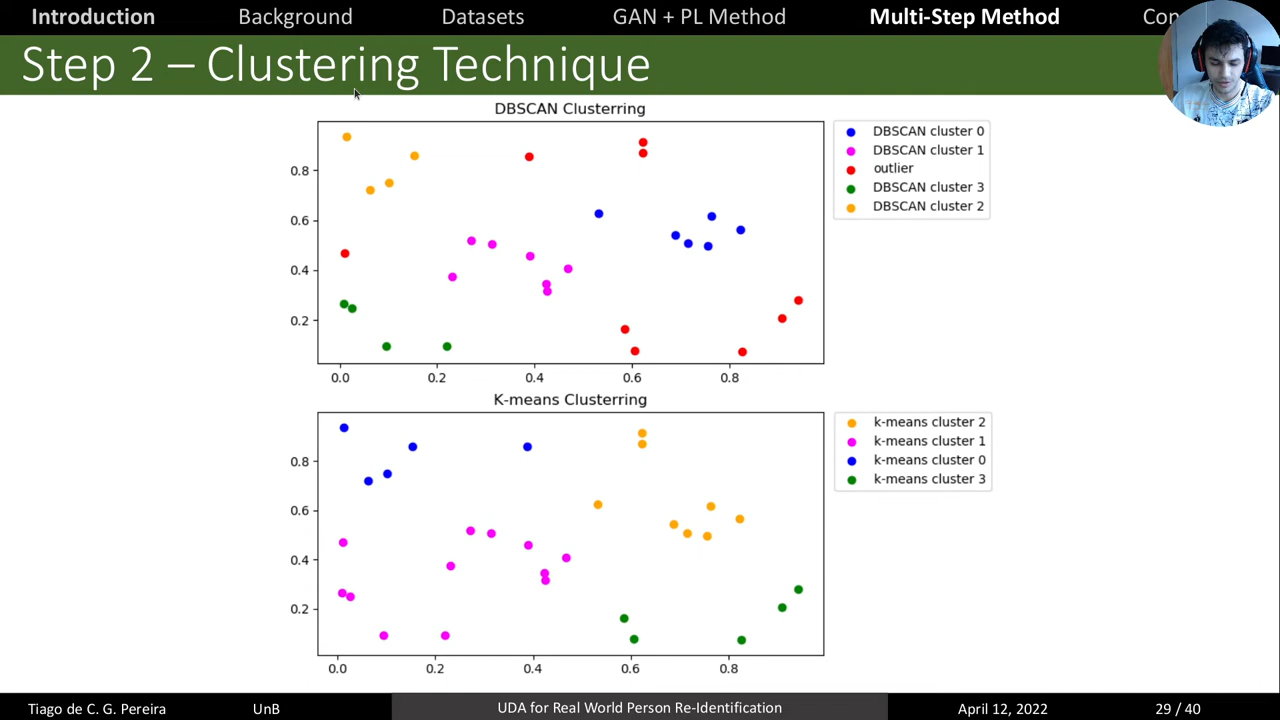 Introduction Background Datasets GAN + PL Method Multi-Step Method Con
Step 2 – Clustering Technique
DBSCAN Clusterring
DBSCAN cluster 0
DBSCAN cluster 1
outlier
DBSCAN cluster 3
DBSCAN cluster 2
0.8
0.6
0.4
0.2
0.0 0.2 0.4 0.6 0.8
K-means Clusterring
k-means cluster 2
k-means cluster 1
k-means cluster 0
k-means cluster 3
0.8
0.6
0.4
0.2
0.0 0.2 0.4 0.6 0.8
Tiago de C. G. Pereira UnB UDA for Real World Person Re-Identification April 12, 2022 29 / 40